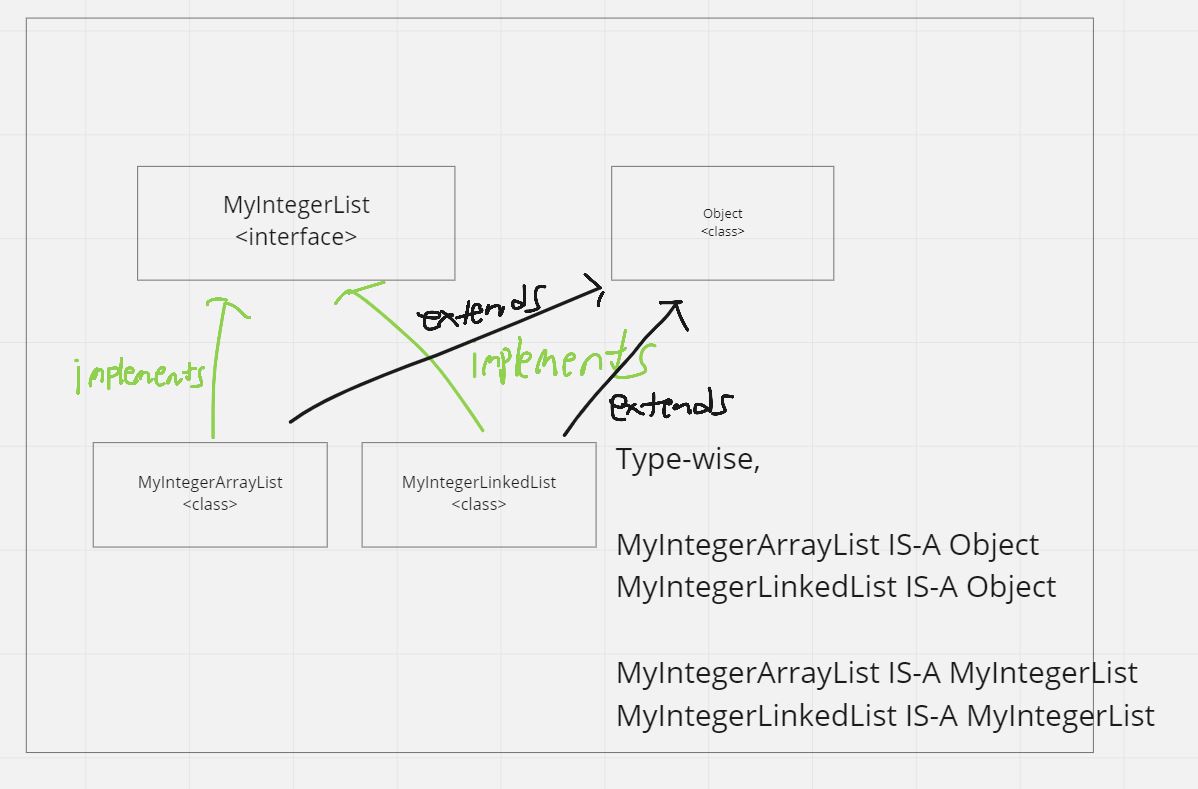 MyIntegerList
<interface>
Object
<class>
extends
implements
implements
extends
MyIntegerArrayList
<class>
MyIntegerLinkedList
<class>
Type-wise,
MyIntegerArrayList IS-A Object
MyIntegerLinkedList IS-A Object
MyIntegerArrayList IS-A MyIntegerList
MyIntegerLinkedList IS-A MyIntegerList